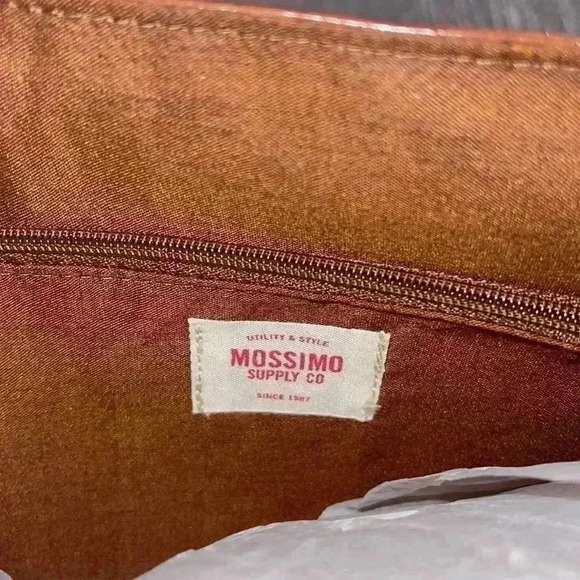 UTILITY & STYLE
MOSSIMO
SUPPLY CO
SINCE 1987